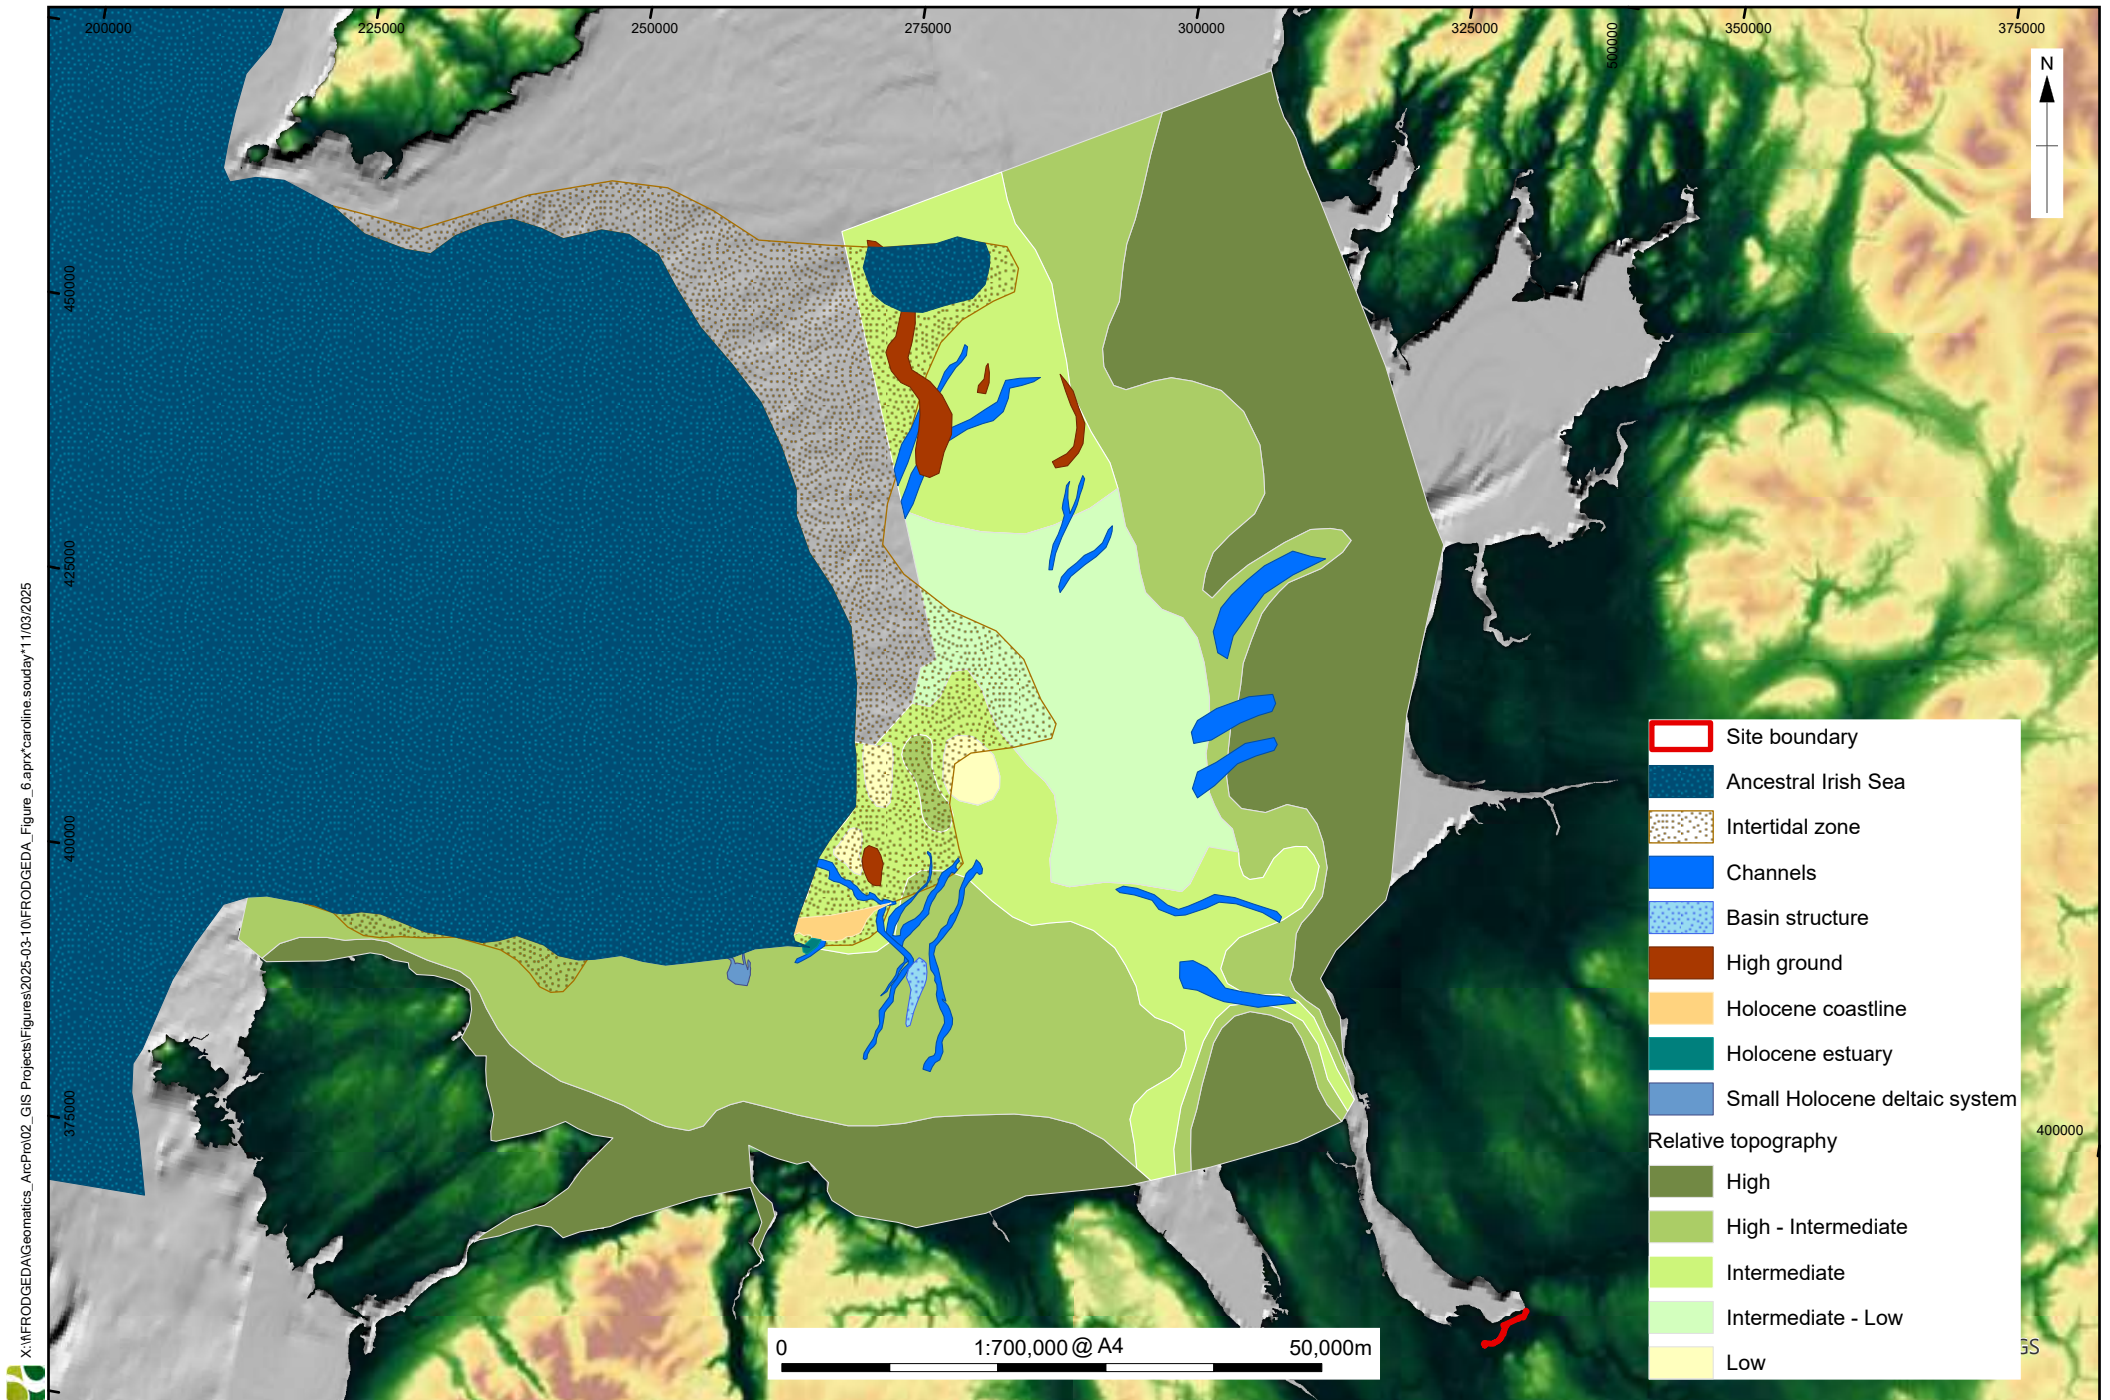 200000
225000
250000
275000
300000
325000
500000
350000
375000
N
450000
425000
400000
375000
X:\f\FRODGEDA\Geomatics_ArcPro\02_GIS Projects\Figures\2025-03-10\FRODGEDA_Figure_6.aprx*caroline.souday*11/03/2025
Site boundary
Ancestral Irish Sea
Intertidal zone
Channels
Basin structure
High ground
Holocene coastline
Holocene estuary
Small Holocene deltaic system
Relative topography
High
High - Intermediate
Intermediate
Intermediate - Low
Low
400000
GS
0 1:700,000 @ A4 50,000m